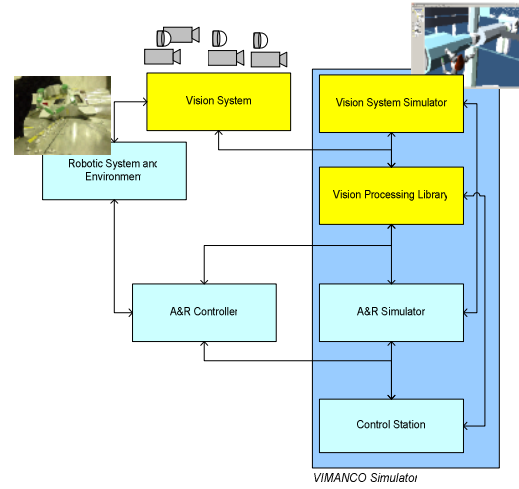 Vision System
Vision System Simulator
Robotic System and
Environment
Vision Processing Library
A&R Controller
A&R Simulator
Control Station
VIMANCO Simulator